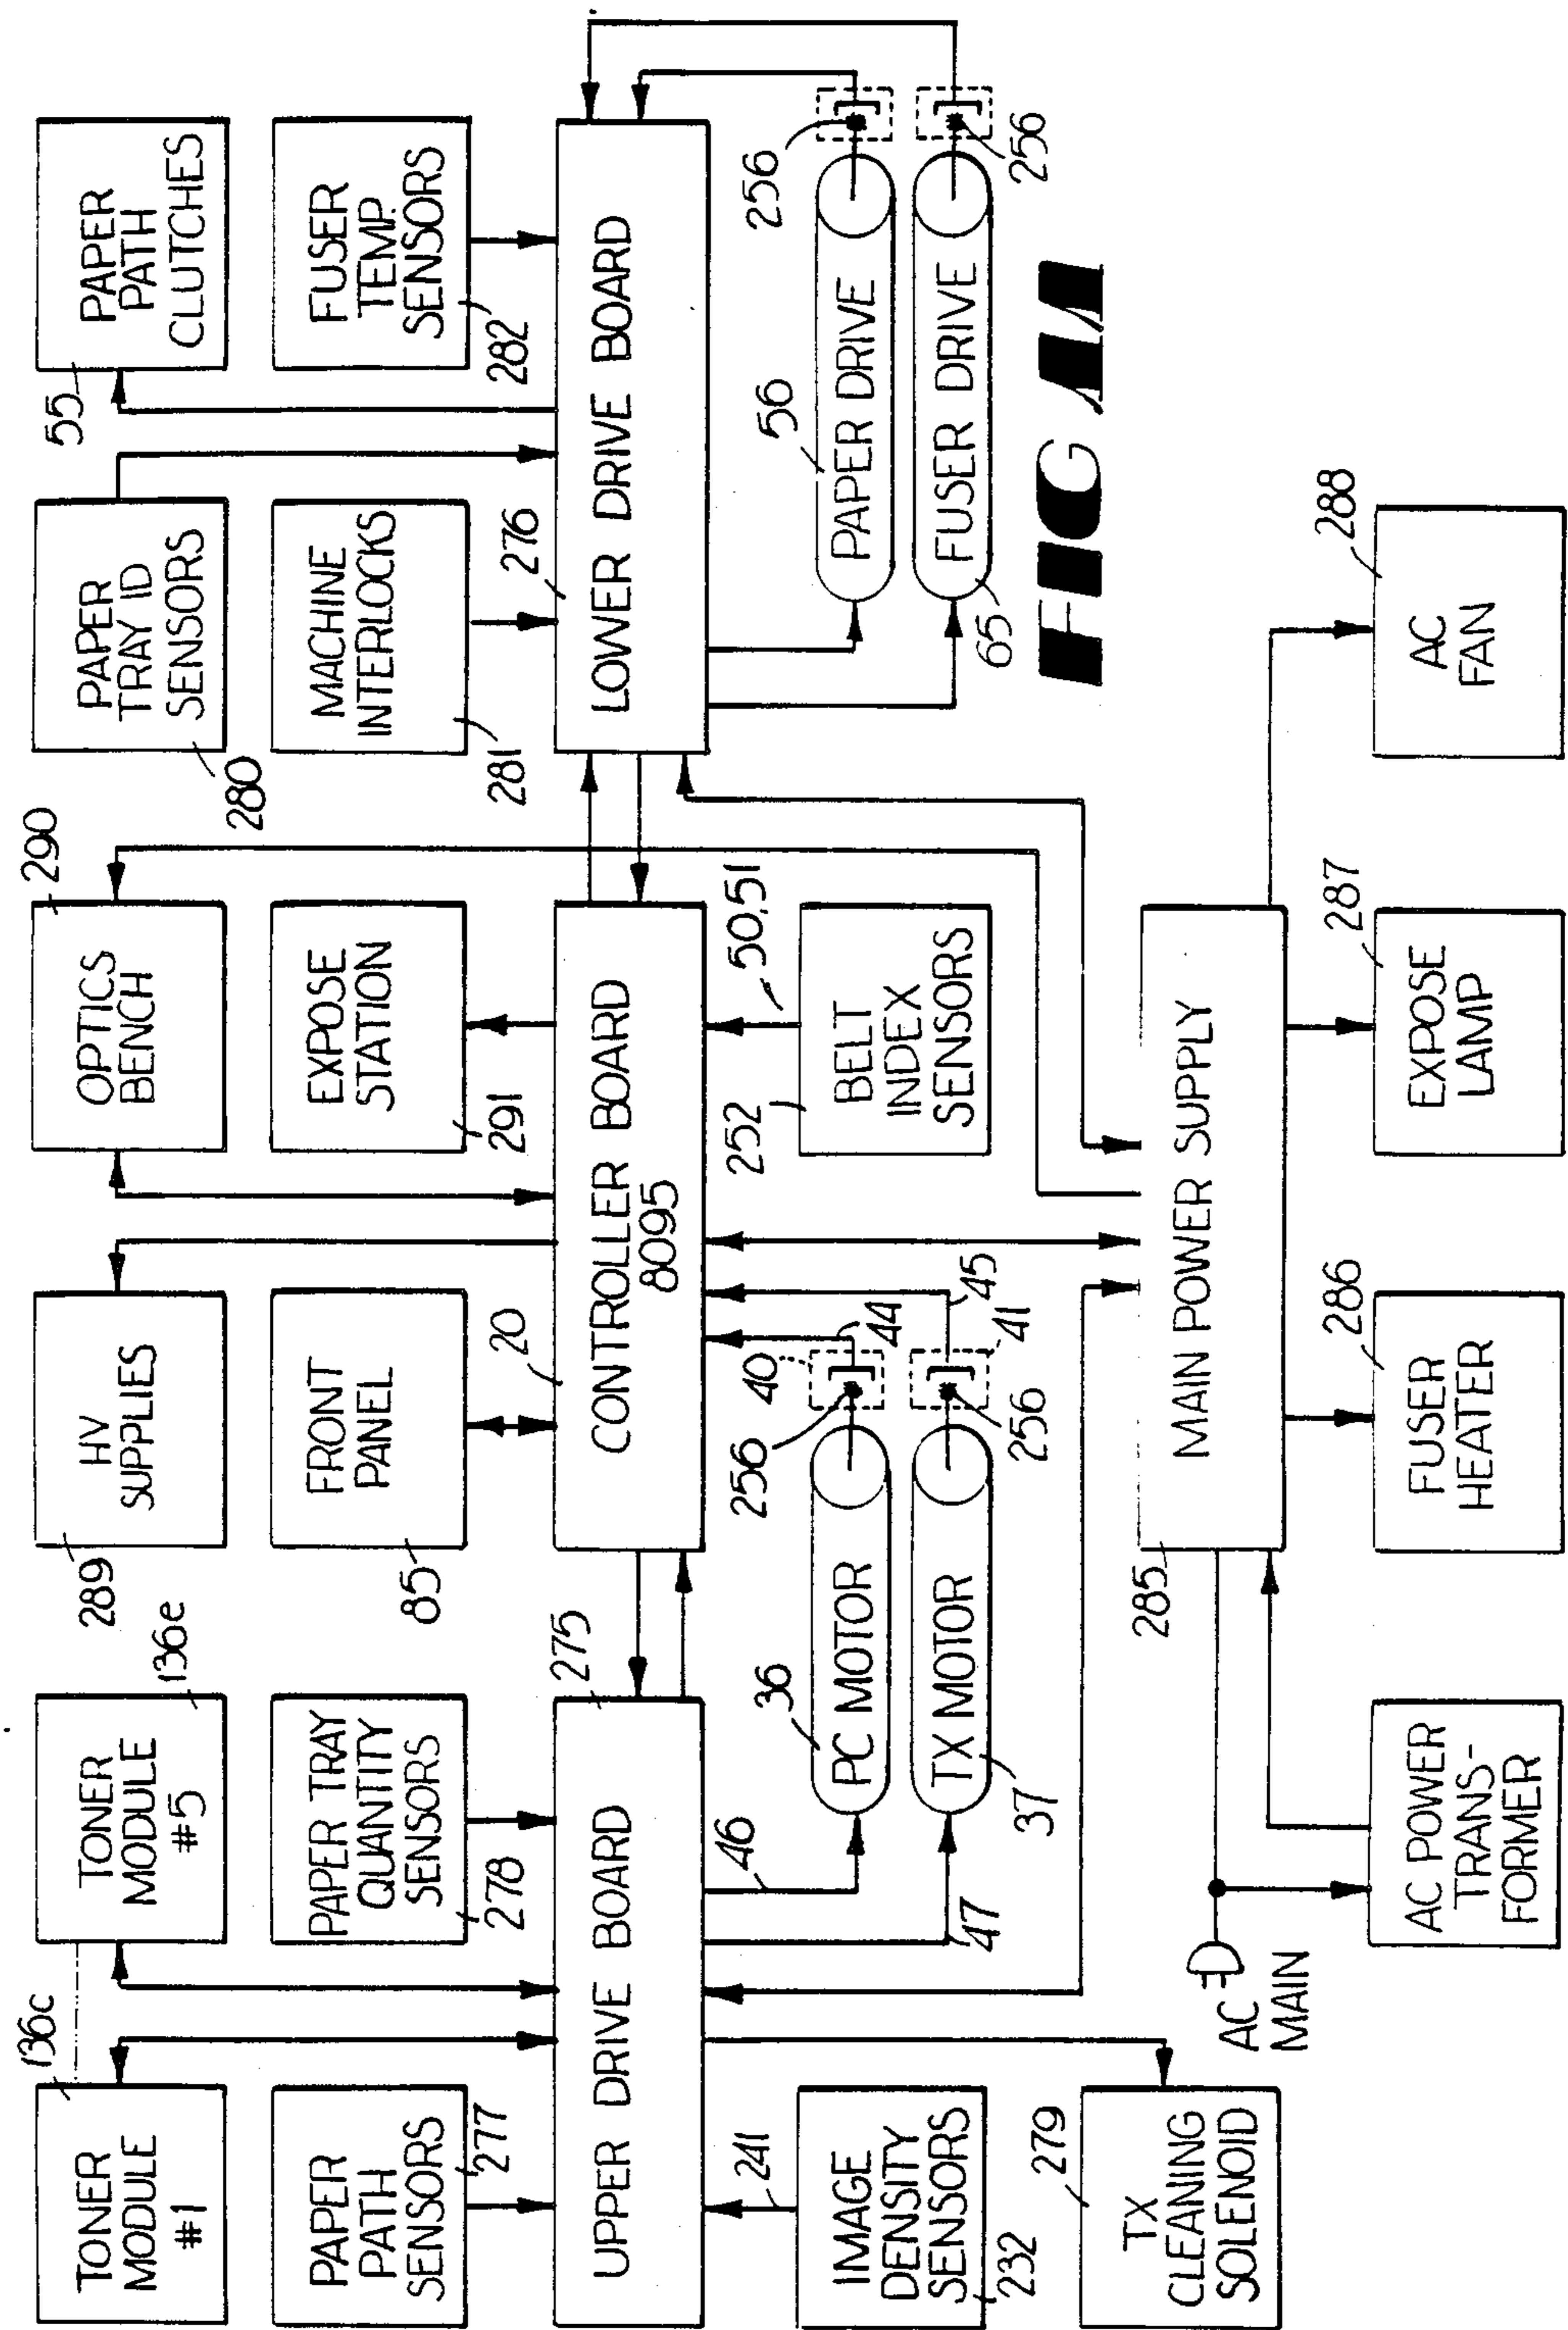 136c
TONER
MODULE
#1
TONER
MODULE
#5
136e
289
HV
SUPPLIES
OPTICS
BENCH
290
280
PAPER
TRAY ID
SENSORS
55
PAPER
PATH
CLUTCHES
PAPER
PATH
SENSORS
277
278
PAPER TRAY
QUANTITY
SENSORS
85
FRONT
PANEL
291
EXPOSE
STATION
281
MACHINE
INTERLOCKS
282
FUSER
TEMP.
SENSORS
UPPER DRIVE BOARD
275
20
CONTROLLER BOARD
8095
276
LOWER DRIVE BOARD
241
IMAGE
DENSITY
SENSORS
232
46
47
36
PC MOTOR
TX MOTOR
37
256
40
44
256
41
45
252
50,51
BELT
INDEX
SENSORS
56
PAPER DRIVE
256
65
FUSER DRIVE
256
FIG 11
279
TX
CLEANING
SOLENOID
285
MAIN POWER SUPPLY
AC
MAIN
AC POWER
TRANS-
FORMER
286
FUSER
HEATER
287
EXPOSE
LAMP
288
AC
FAN